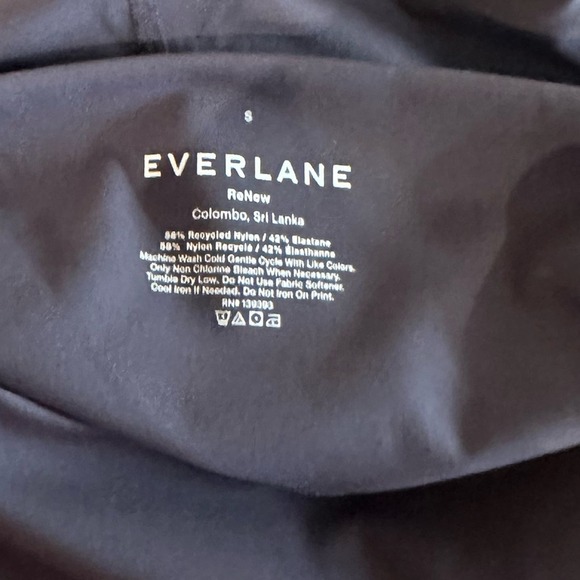 S
EVERLANE
ReNew
Colombo, Sri Lanka
58% Recycled Nylon / 42% Elastane
58% Nylon Recyclé / 42% Élasthanne
Machine Wash Cold Gentle Cycle With Like Colors.
Only Non Chlorine Bleach When Necessary.
Tumble Dry Low. Do Not Use Fabric Softener.
Cool Iron If Needed. Do Not Iron On Print.
RN# 139393